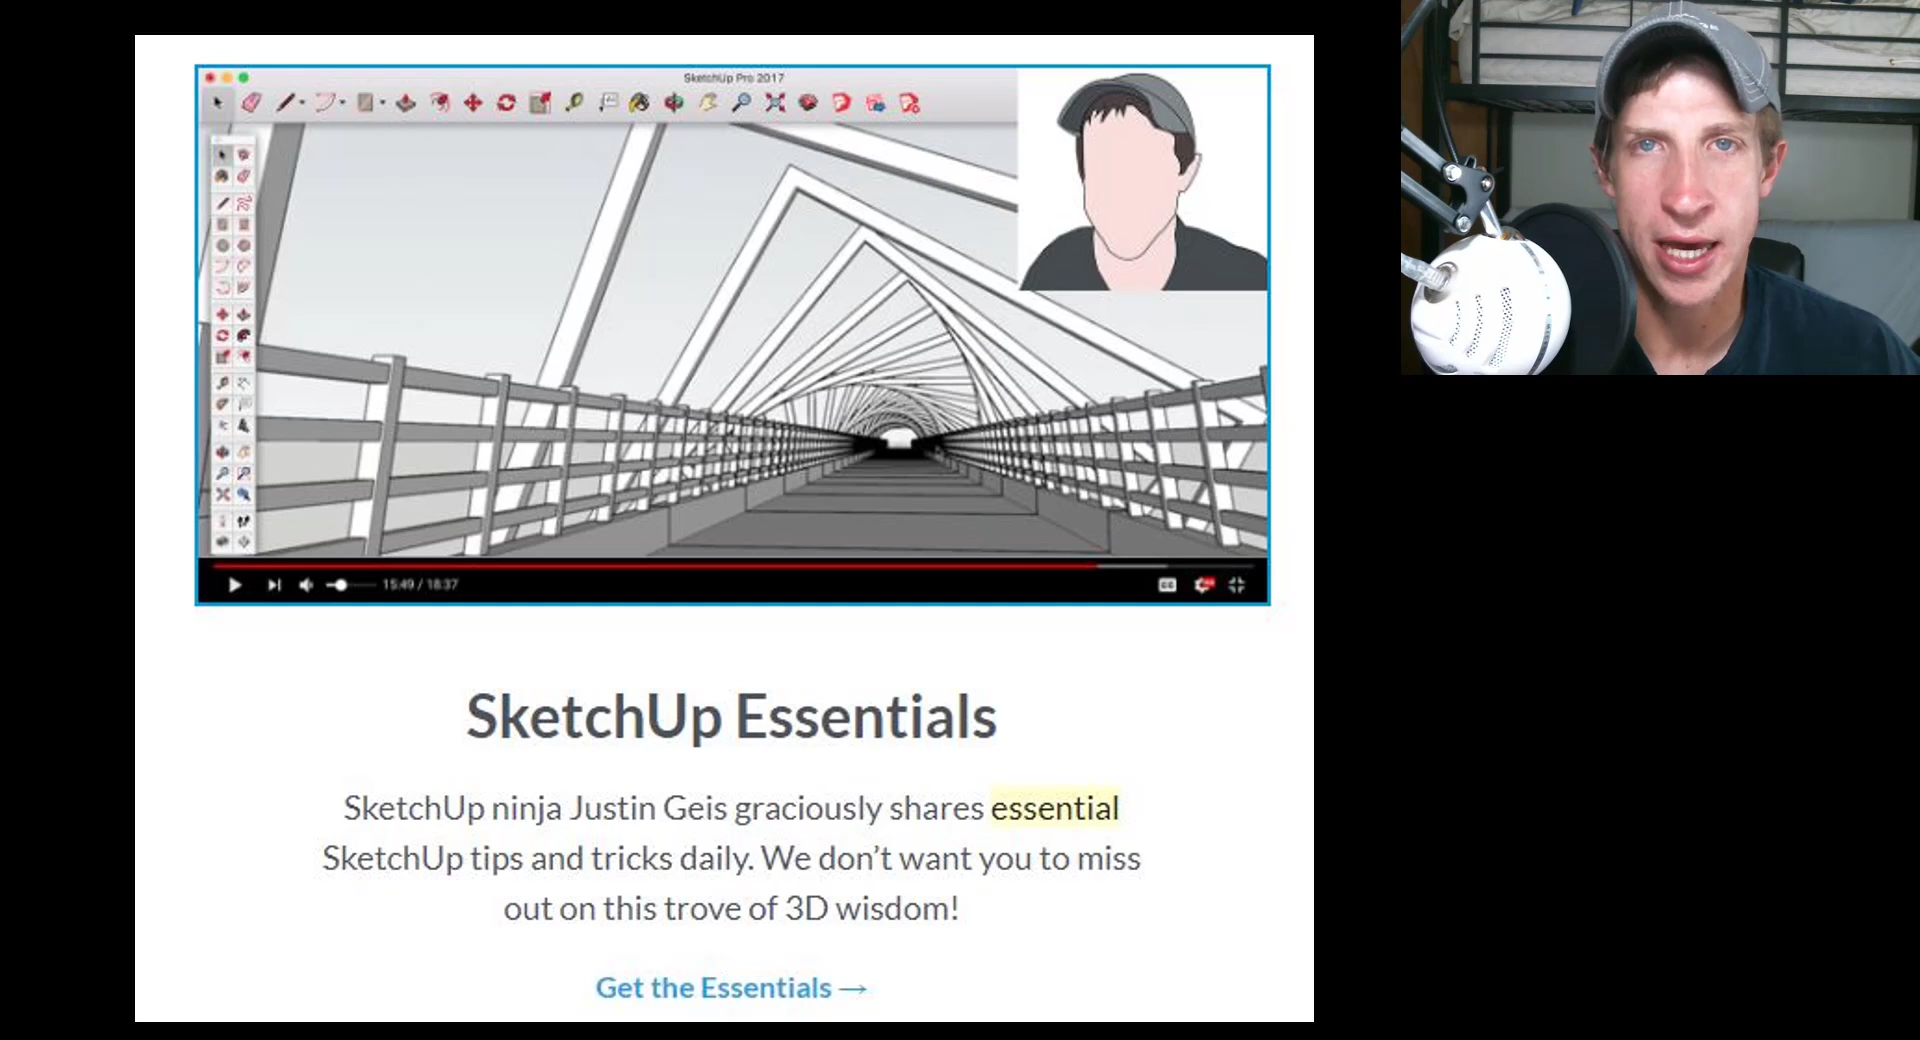 SketchUp Pro 2017
15:49 / 18:37
SketchUp Essentials
SketchUp ninja Justin Geis graciously shares essential
SketchUp tips and tricks daily. We don't want you to miss
out on this trove of 3D wisdom!
Get the Essentials →